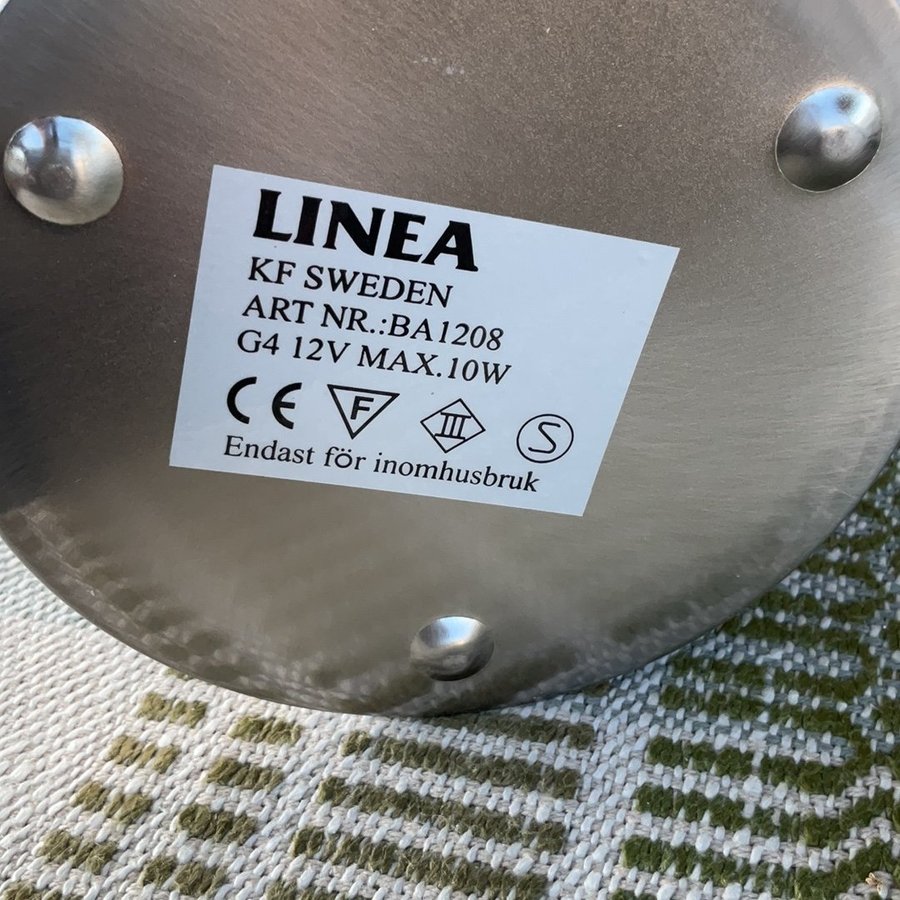 LINEA
KF SWEDEN
ART NR.:BA1208
G4 12V MAX.10W
CE F III S
Endast för inomhusbruk